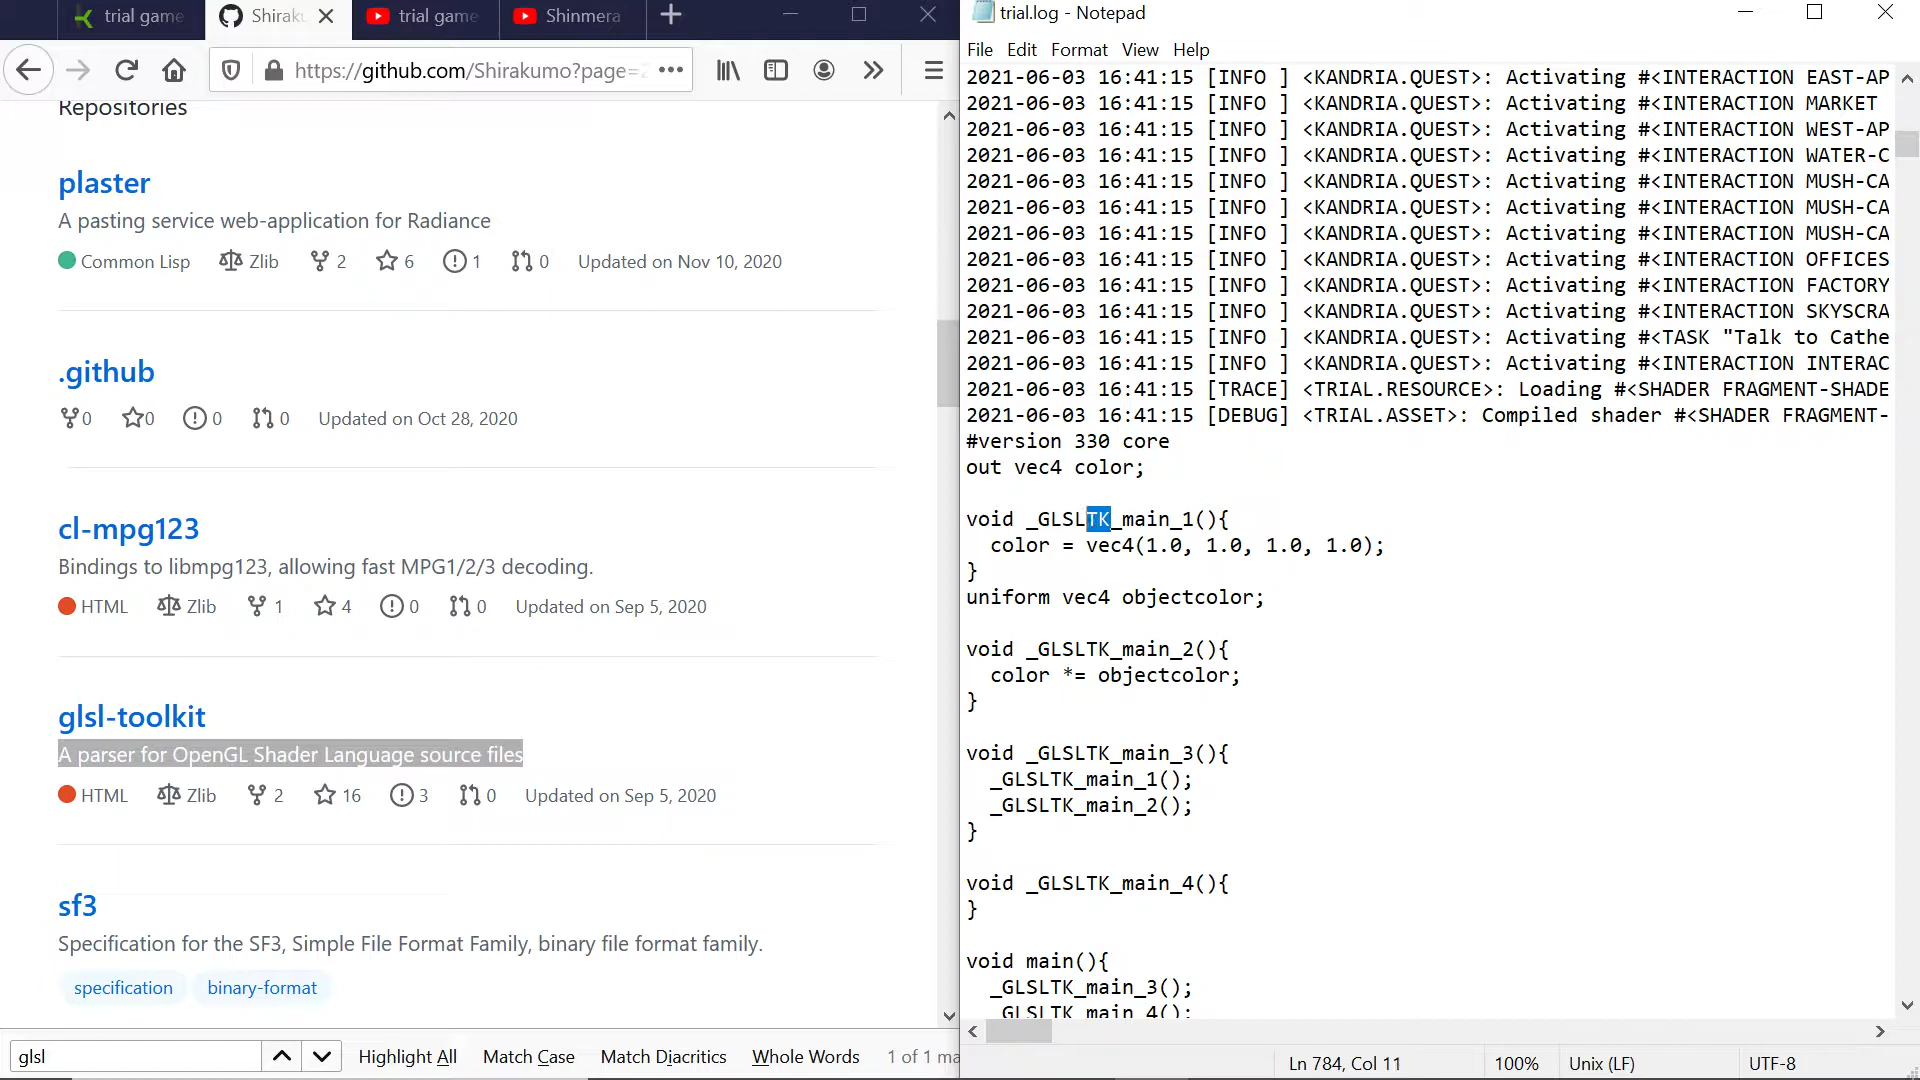 trial game
Shirak
trial game
Shinmera
https://github.com/Shirakumo?page=2
Repositories
plaster
A pasting service web-application for Radiance
Common Lisp Zlib 2 6 1 0 Updated on Nov 10, 2020
.github
0 0 0 0 Updated on Oct 28, 2020
cl-mpg123
Bindings to libmpg123, allowing fast MPG1/2/3 decoding.
HTML Zlib 1 4 0 0 Updated on Sep 5, 2020
glsl-toolkit
A parser for OpenGL Shader Language source files
HTML Zlib 2 16 3 0 Updated on Sep 5, 2020
sf3
Specification for the SF3, Simple File Format Family, binary file format family.
specification binary-format
glsl Highlight All Match Case Match Diacritics Whole Words 1 of 1 ma
trial.log - Notepad
File Edit Format View Help
2021-06-03 16:41:15 [INFO ] <KANDRIA.QUEST>: Activating #<INTERACTION EAST-AP
2021-06-03 16:41:15 [INFO ] <KANDRIA.QUEST>: Activating #<INTERACTION MARKET
2021-06-03 16:41:15 [INFO ] <KANDRIA.QUEST>: Activating #<INTERACTION WEST-AP
2021-06-03 16:41:15 [INFO ] <KANDRIA.QUEST>: Activating #<INTERACTION WATER-C
2021-06-03 16:41:15 [INFO ] <KANDRIA.QUEST>: Activating #<INTERACTION MUSH-CA
2021-06-03 16:41:15 [INFO ] <KANDRIA.QUEST>: Activating #<INTERACTION MUSH-CA
2021-06-03 16:41:15 [INFO ] <KANDRIA.QUEST>: Activating #<INTERACTION MUSH-CA
2021-06-03 16:41:15 [INFO ] <KANDRIA.QUEST>: Activating #<INTERACTION OFFICES
2021-06-03 16:41:15 [INFO ] <KANDRIA.QUEST>: Activating #<INTERACTION FACTORY
2021-06-03 16:41:15 [INFO ] <KANDRIA.QUEST>: Activating #<INTERACTION SKYSCRA
2021-06-03 16:41:15 [INFO ] <KANDRIA.QUEST>: Activating #<TASK "Talk to Cathe
2021-06-03 16:41:15 [INFO ] <KANDRIA.QUEST>: Activating #<INTERACTION INTERAC
2021-06-03 16:41:15 [TRACE] <TRIAL.RESOURCE>: Loading #<SHADER FRAGMENT-SHADE
2021-06-03 16:41:15 [DEBUG] <TRIAL.ASSET>: Compiled shader #<SHADER FRAGMENT-
#version 330 core
out vec4 color;
void _GLSLTK_main_1(){
color = vec4(1.0, 1.0, 1.0, 1.0);
}
uniform vec4 objectcolor;
void _GLSLTK_main_2(){
color *= objectcolor;
}
void _GLSLTK_main_3(){
_GLSLTK_main_1();
_GLSLTK_main_2();
}
void _GLSLTK_main_4(){
}
void main(){
_GLSLTK_main_3();
_GLSLTK_main_4();
Ln 784, Col 11 100% Unix (LF) UTF-8